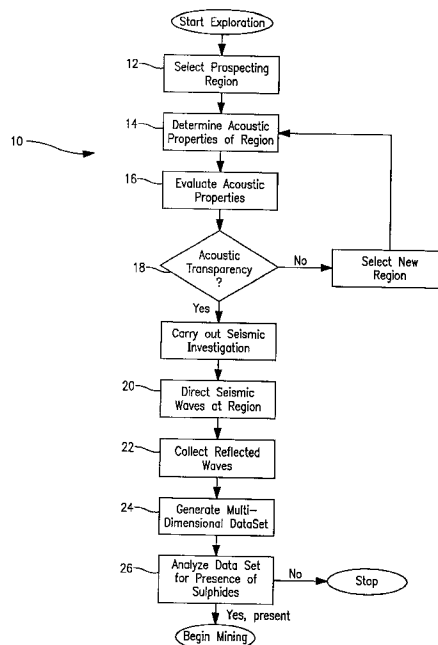 Start Exploration
12
Select Prospecting
Region
14
Determine Acoustic
Properties of Region
10
16
Evaluate Acoustic
Properties
18
Acoustic
Transparency
?
No
Select New
Region
Yes
Carry out Seismic
Investigation
20
Direct Seismic
Waves at Region
22
Collect Reflected
Waves
24
Generate Multi-
Dimensional DataSet
26
Analyze Data Set
for Presence of
Sulphides
No
Stop
Yes, present
Begin Mining